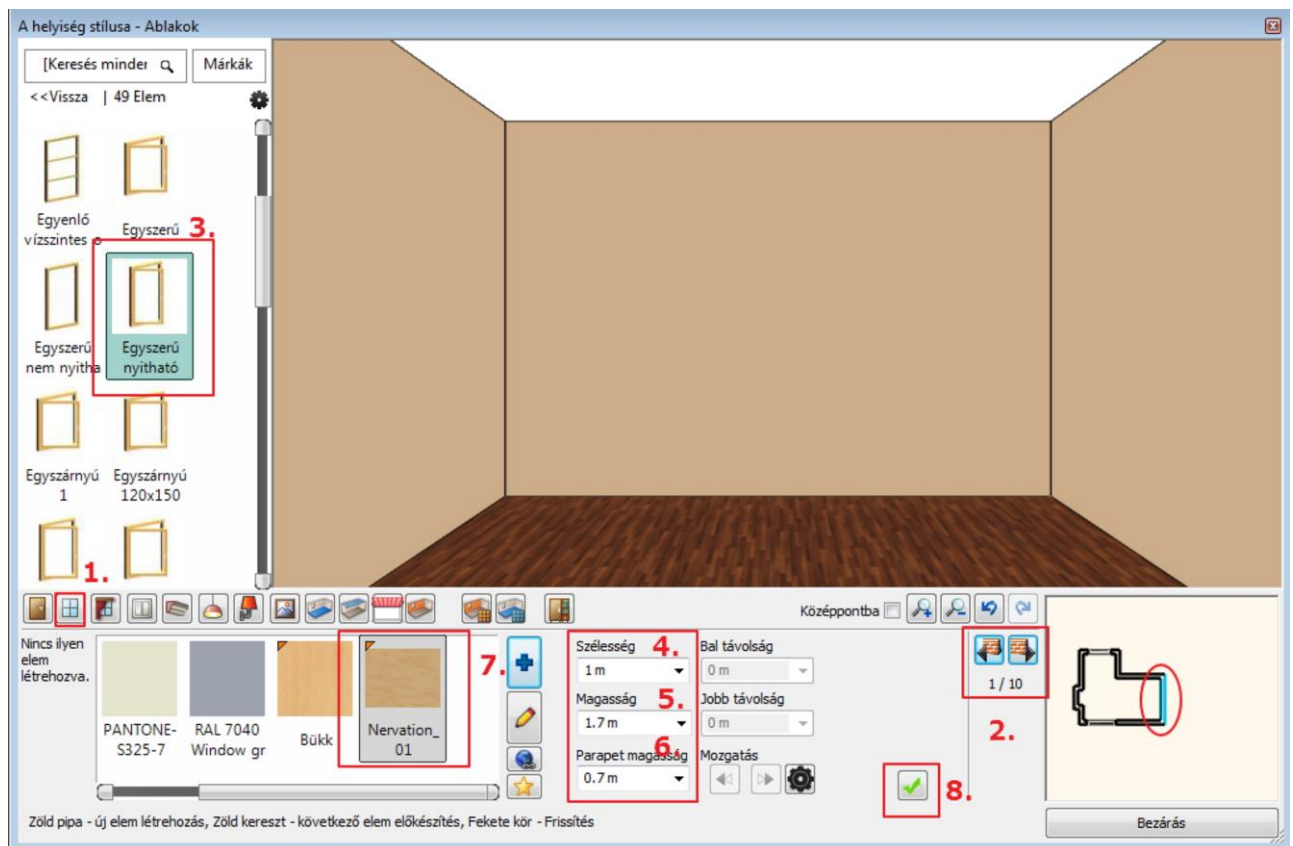 A helyiség stílusa - Ablakok
[Keresés minder
Márkák
<<Vissza | 49 Elem
Egyenlő
vízszintes o
Egyszerű
3.
Egyszerű
nem nyitha
Egyszerű
nyitható
Egyszárnyú
1
Egyszárnyú
120x150
1.
Középpontba
Nincs ilyen
elem
létrehozva.
PANTONE-
S325-7
RAL 7040
Window gr
Bükk
Nervation_
01
7.
Szélesség
4.
1 m
Magasság
5.
1.7 m
Parapet magasság
6.
0.7 m
Bal távolság
0 m
Jobb távolság
0 m
Mozgatás
8.
1 / 10
2.
Zöld pipa - új elem létrehozás, Zöld kereszt - következő elem előkészítés, Fekete kör - Frissítés
Bezárás